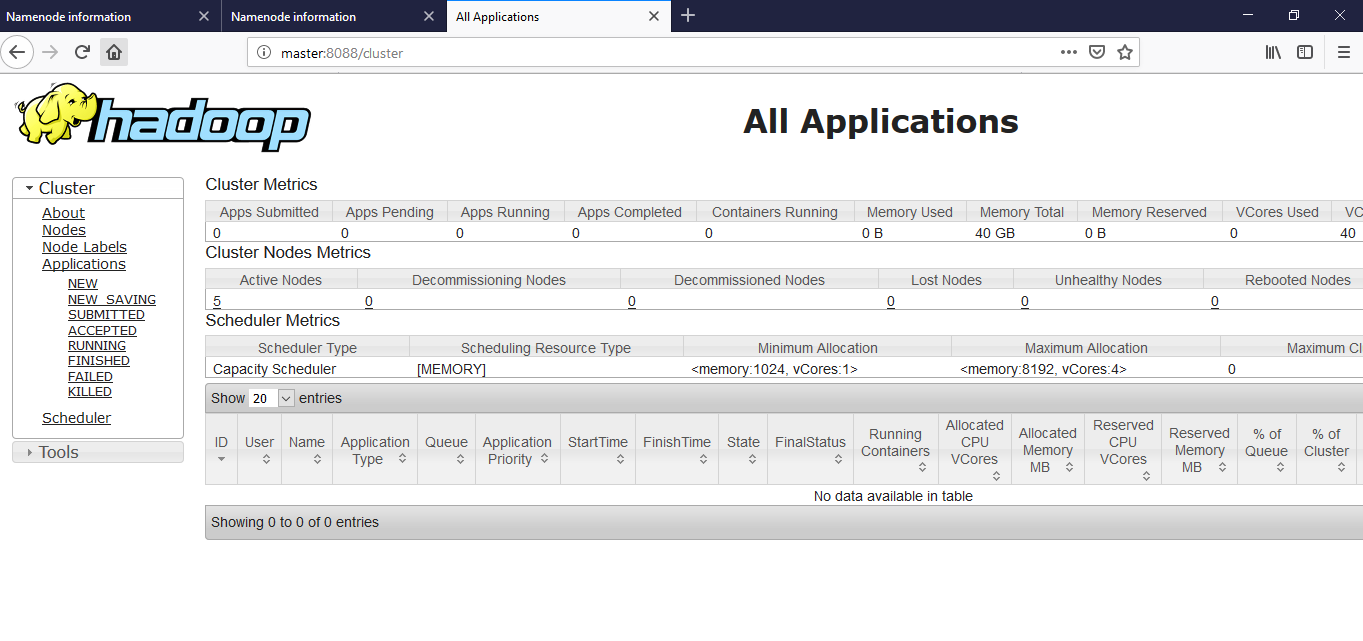 Namenode information
Namenode information
All Applications
master:8088/cluster
hadoop
All Applications
Cluster
About
Nodes
Node Labels
Applications
NEW
NEW_SAVING
SUBMITTED
ACCEPTED
RUNNING
FINISHED
FAILED
KILLED
Scheduler
Tools
Cluster Metrics
Apps Submitted Apps Pending Apps Running Apps Completed Containers Running Memory Used Memory Total Memory Reserved VCores Used VC
0 0 0 0 0 0 B 40 GB 0 B 0 40
Cluster Nodes Metrics
Active Nodes Decommissioning Nodes Decommissioned Nodes Lost Nodes Unhealthy Nodes Rebooted Nodes
5 0 0 0 0 0
Scheduler Metrics
Scheduler Type Scheduling Resource Type Minimum Allocation Maximum Allocation Maximum Cl
Capacity Scheduler [MEMORY] <memory:1024, vCores:1> <memory:8192, vCores:4> 0
Show 20 entries
ID User Name Application Type Queue Application Priority StartTime FinishTime State FinalStatus Running Containers Allocated CPU VCores Allocated Memory MB Reserved CPU VCores Reserved Memory MB % of Queue % of Cluster
No data available in table
Showing 0 to 0 of 0 entries